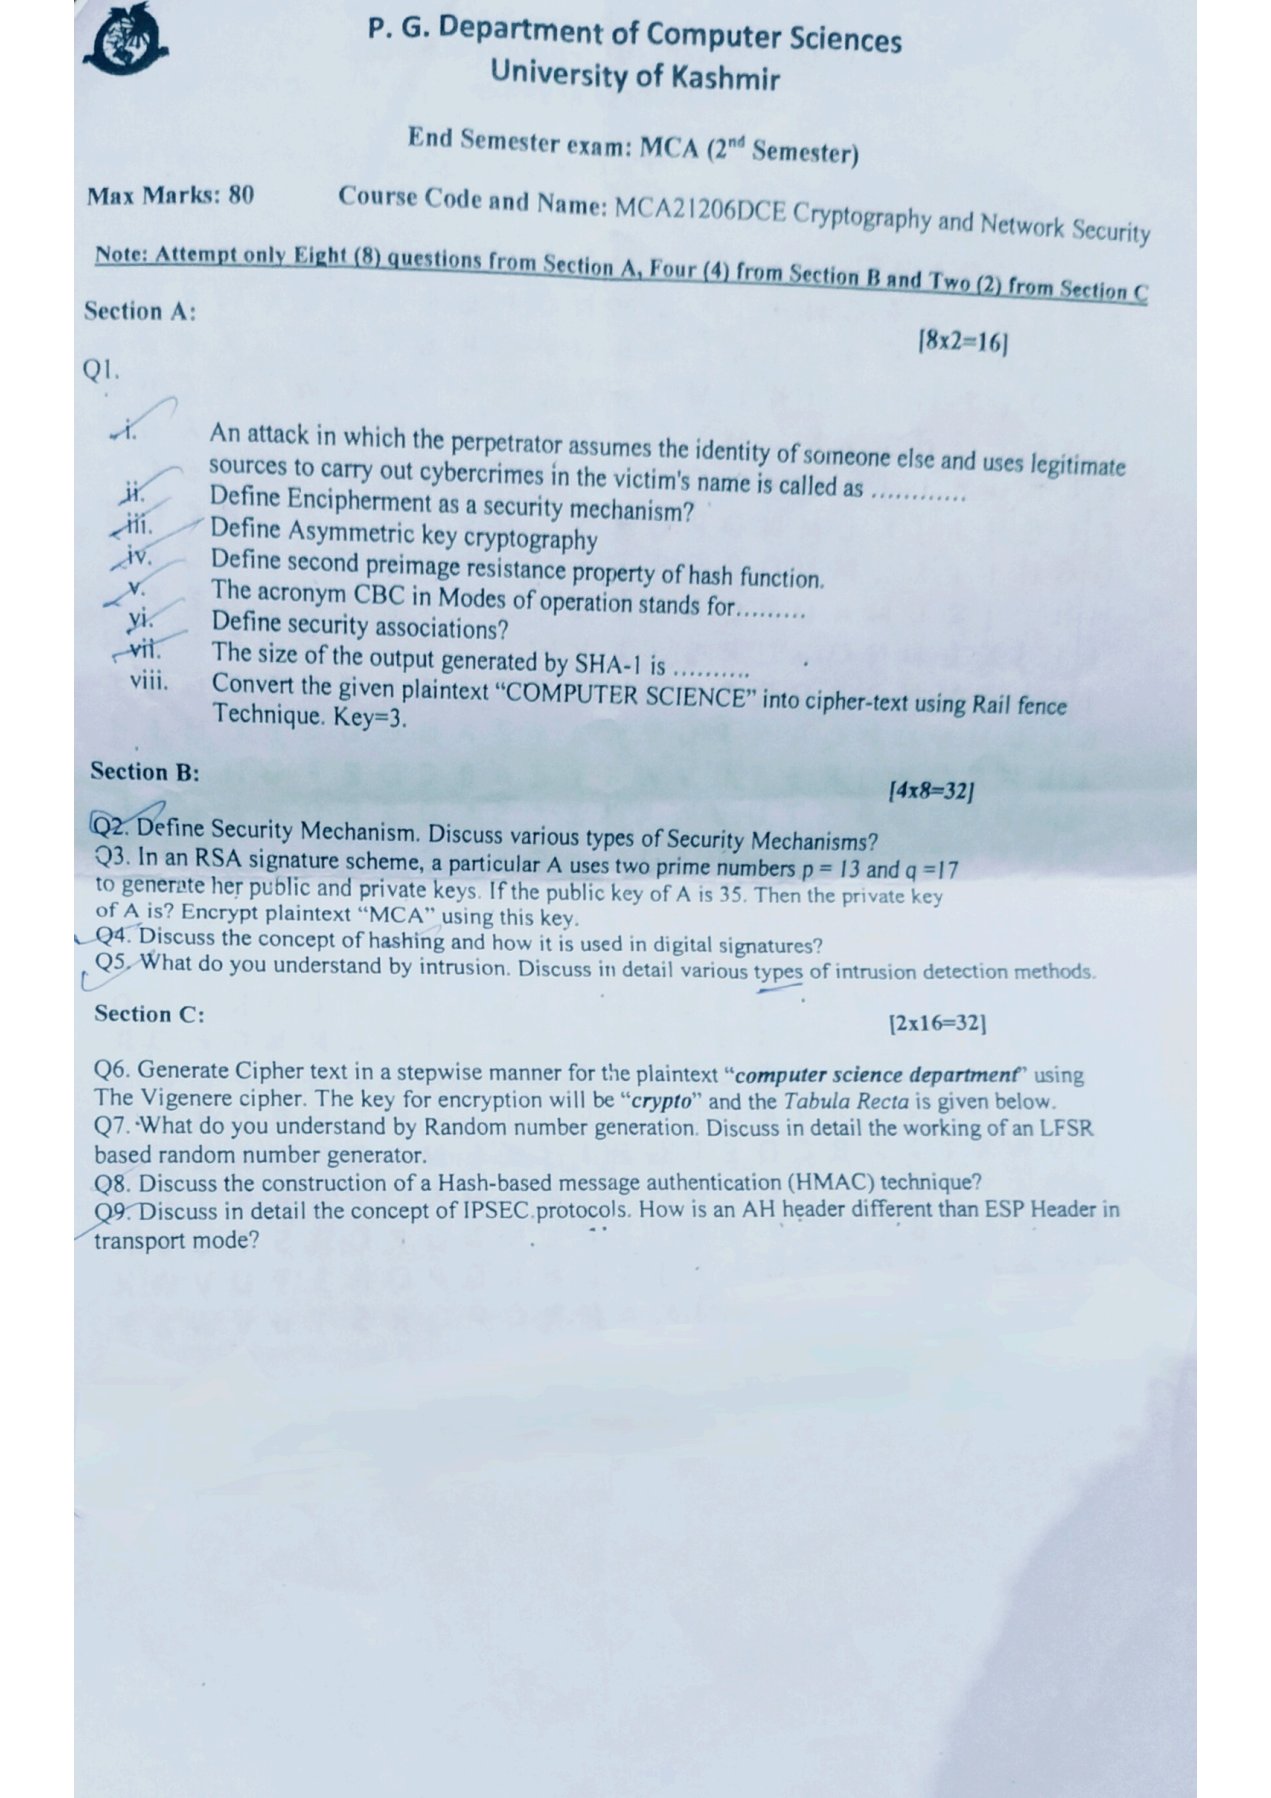 P. G. Department of Computer Sciences
University of Kashmir
End Semester exam: MCA (2nd Semester)
Max Marks: 80 Course Code and Name: MCA21206DCE Cryptography and Network Security
Note: Attempt only Eight (8) questions from Section A, Four (4) from Section B and Two (2) from Section C
Section A:
[8x2=16]
Q1.
i. An attack in which the perpetrator assumes the identity of someone else and uses legitimate
sources to carry out cybercrimes in the victim's name is called as ............
ii. Define Encipherment as a security mechanism?
iii. Define Asymmetric key cryptography
iv. Define second preimage resistance property of hash function.
v. The acronym CBC in Modes of operation stands for.........
vi. Define security associations?
vii. The size of the output generated by SHA-1 is ..........
viii. Convert the given plaintext “COMPUTER SCIENCE” into cipher-text using Rail fence
Technique. Key=3.
Section B:
[4x8=32]
Q2. Define Security Mechanism. Discuss various types of Security Mechanisms?
Q3. In an RSA signature scheme, a particular A uses two prime numbers p = 13 and q =17
to generate her public and private keys. If the public key of A is 35. Then the private key
of A is? Encrypt plaintext “MCA” using this key.
Q4. Discuss the concept of hashing and how it is used in digital signatures?
Q5. What do you understand by intrusion. Discuss in detail various types of intrusion detection methods.
Section C:
[2x16=32]
Q6. Generate Cipher text in a stepwise manner for the plaintext “computer science department” using
The Vigenere cipher. The key for encryption will be “crypto” and the Tabula Recta is given below.
Q7. What do you understand by Random number generation. Discuss in detail the working of an LFSR
based random number generator.
Q8. Discuss the construction of a Hash-based message authentication (HMAC) technique?
Q9. Discuss in detail the concept of IPSEC protocols. How is an AH header different than ESP Header in
transport mode?